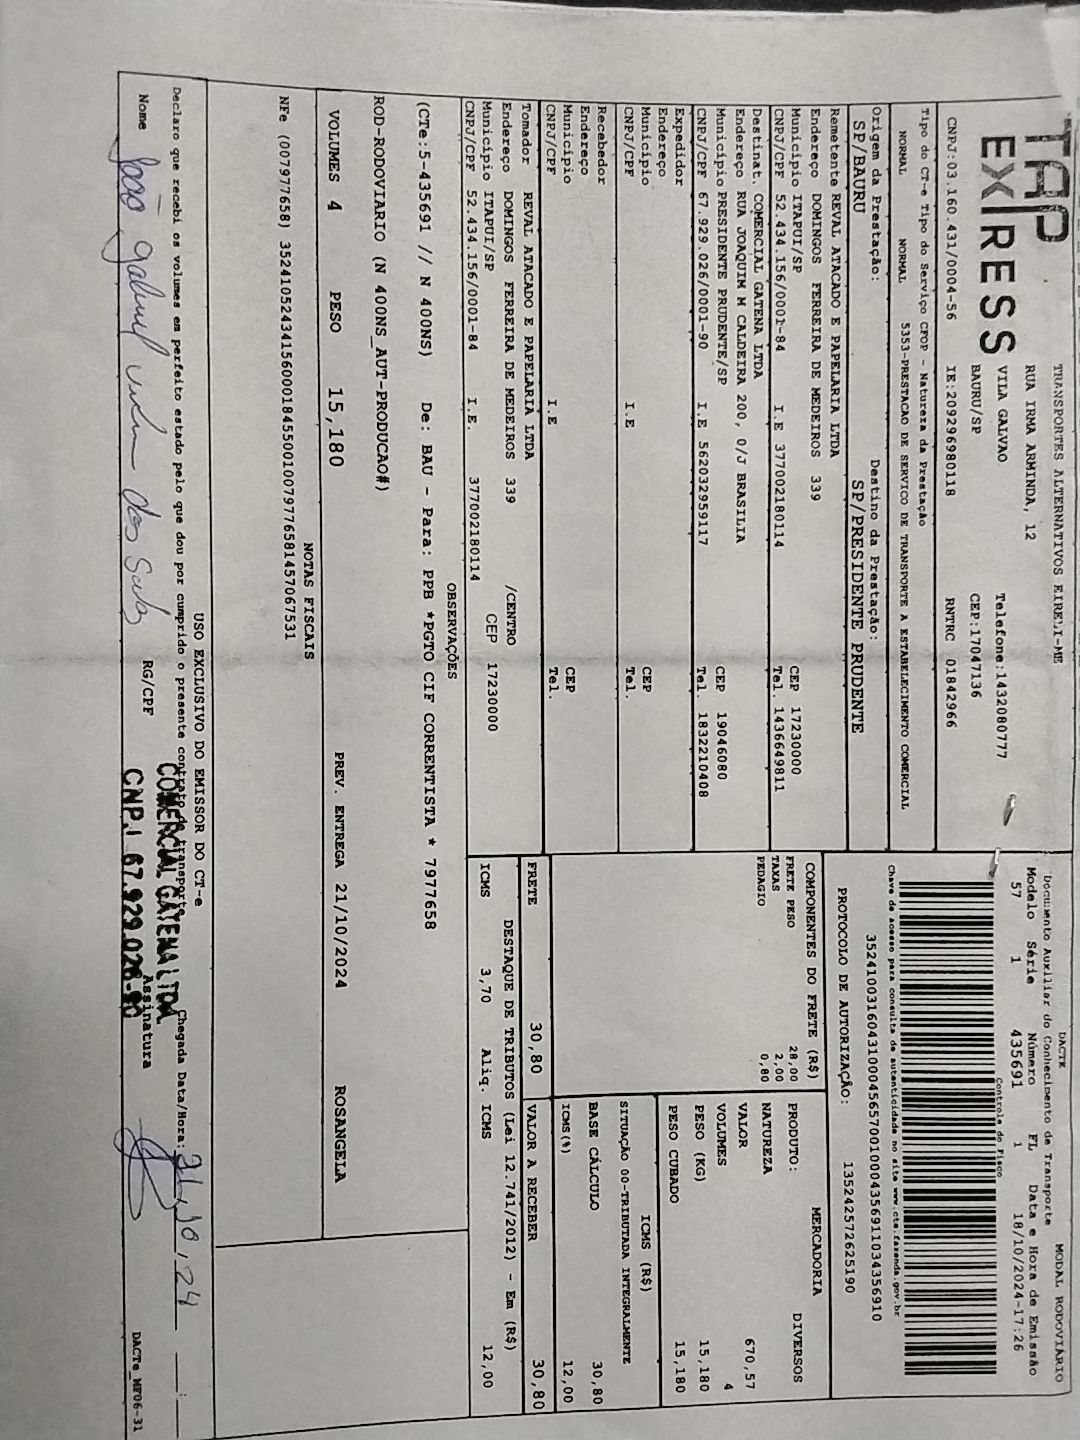 TAP
EXPRESS
TRANSPORTES ALTERNATIVOS EIRELI-ME
RUA IRMA ARMINDA, 12
VILA GALVAO Telefone:1432080777
BAURU/SP CEP:17047136
CNPJ:03.160.431/0004-56 IE:209296980118 RNTRC 01842966
Tipo do CT-e Tipo do Serviço CFOP - Natureza da Prestação
NORMAL NORMAL 5353-PRESTACAO DE SERVICO DE TRANSPORTE A ESTABELECIMENTO COMERCIAL
Origem da Prestação: Destino da Prestação:
SP/BAURU SP/PRESIDENTE PRUDENTE
Remetente REVAL ATACADO E PAPELARIA LTDA
Endereço DOMINGOS FERREIRA DE MEDEIROS 339
Município ITAPUI/SP CEP 17230000
CNPJ/CPF 52.434.156/0001-84 I.E 377002180114 Tel. 1436649811
Destinat. COMERCIAL GATENA LTDA
Endereço RUA JOAQUIM M CALDEIRA 200, 0/J BRASILIA
Município PRESIDENTE PRUDENTE/SP CEP 19046080
CNPJ/CPF 67.929.026/0001-90 I.E 562032959117 Tel. 1832210408
Expedidor
Endereço
Município CEP
CNPJ/CPF I.E Tel.
Recebedor
Endereço
Município CEP
CNPJ/CPF I.E Tel.
Tomador REVAL ATACADO E PAPELARIA LTDA
Endereço DOMINGOS FERREIRA DE MEDEIROS 339 /CENTRO
Município ITAPUI/SP CEP 17230000
CNPJ/CPF 52.434.156/0001-84 I.E. 377002180114
DACTE MODAL RODOVIÁRIO
Documento Auxiliar do Conhecimento de Transporte
Modelo Série Número FL Data e Hora de Emissão
57 1 435691 1 18/10/2024-17:26
Controle do Fisco
Chave de acesso para consulta de autenticidade no site www.cte.fazenda.gov.br
35241003160431000456570010004356911034356910
PROTOCOLO DE AUTORIZAÇÃO: 135242572625190
COMPONENTES DO FRETE (R$)
FRETE PESO 28,00
TAXAS 2,00
PEDAGIO 0,80
PRODUTO: MERCADORIA
NATUREZA DIVERSOS
VALOR 670,57
VOLUMES 4
PESO (KG) 15,180
PESO CUBADO 15,180
ICMS (R$)
SITUAÇÃO 00-TRIBUTADA INTEGRALMENTE
BASE CÁLCULO 30,80
ICMS(%) 12,00
FRETE 30,80 VALOR A RECEBER 30,80
DESTAQUE DE TRIBUTOS (Lei 12.741/2012) - Em (R$)
ICMS 3,70 Aliq. ICMS 12,00
OBSERVAÇÕES
(CTe:5-435691 // N 400NS) De: BAU - Para: PPB *PGTO CIF CORRENTISTA * 7977658
ROD-RODOVIARIO (N 400NS_AUT-PRODUCAO#)
VOLUMES 4 PESO 15,180 PREV. ENTREGA 21/10/2024 ROSANGELA
NOTAS FISCAIS
NFe (007977658) 35241052434156000184550010079776581457067531
USO EXCLUSIVO DO EMISSOR DO CT-e
Declaro que recebi os volumes em perfeito estado pelo que dou por cumprido o presente contrato de transporte. Chegada Data/Hora: 21,10,24 __:__
COMERCIAL GATENA LTDA
CNPJ 67.929.026-90
Nome João Gabriel dos RG/CPF Assinatura
DACTe_MF06-31